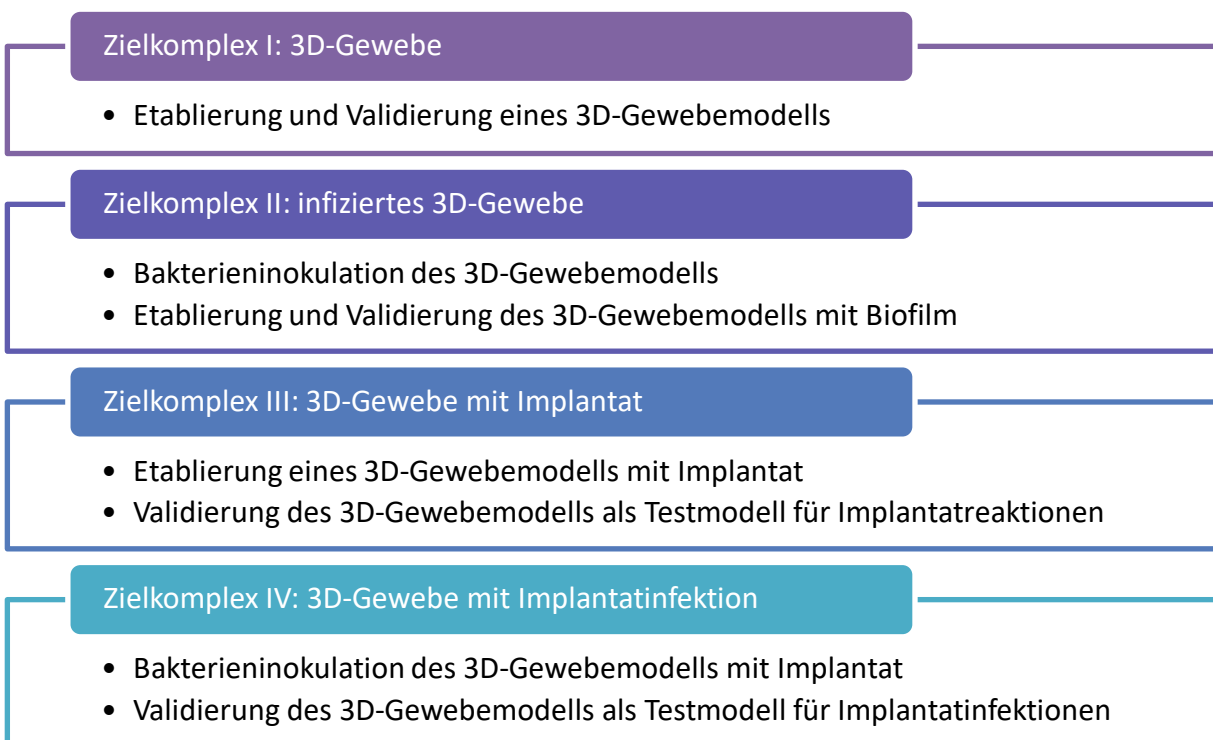 Zielkomplex I: 3D-Gewebe
• Etablierung und Validierung eines 3D-Gewebemodells
Zielkomplex II: infiziertes 3D-Gewebe
• Bakterieninokulation des 3D-Gewebemodells
• Etablierung und Validierung des 3D-Gewebemodells mit Biofilm
Zielkomplex III: 3D-Gewebe mit Implantat
• Etablierung eines 3D-Gewebemodells mit Implantat
• Validierung des 3D-Gewebemodells als Testmodell für Implantatreaktionen
Zielkomplex IV: 3D-Gewebe mit Implantatinfektion
• Bakterieninokulation des 3D-Gewebemodells mit Implantat
• Validierung des 3D-Gewebemodells als Testmodell für Implantatinfektionen